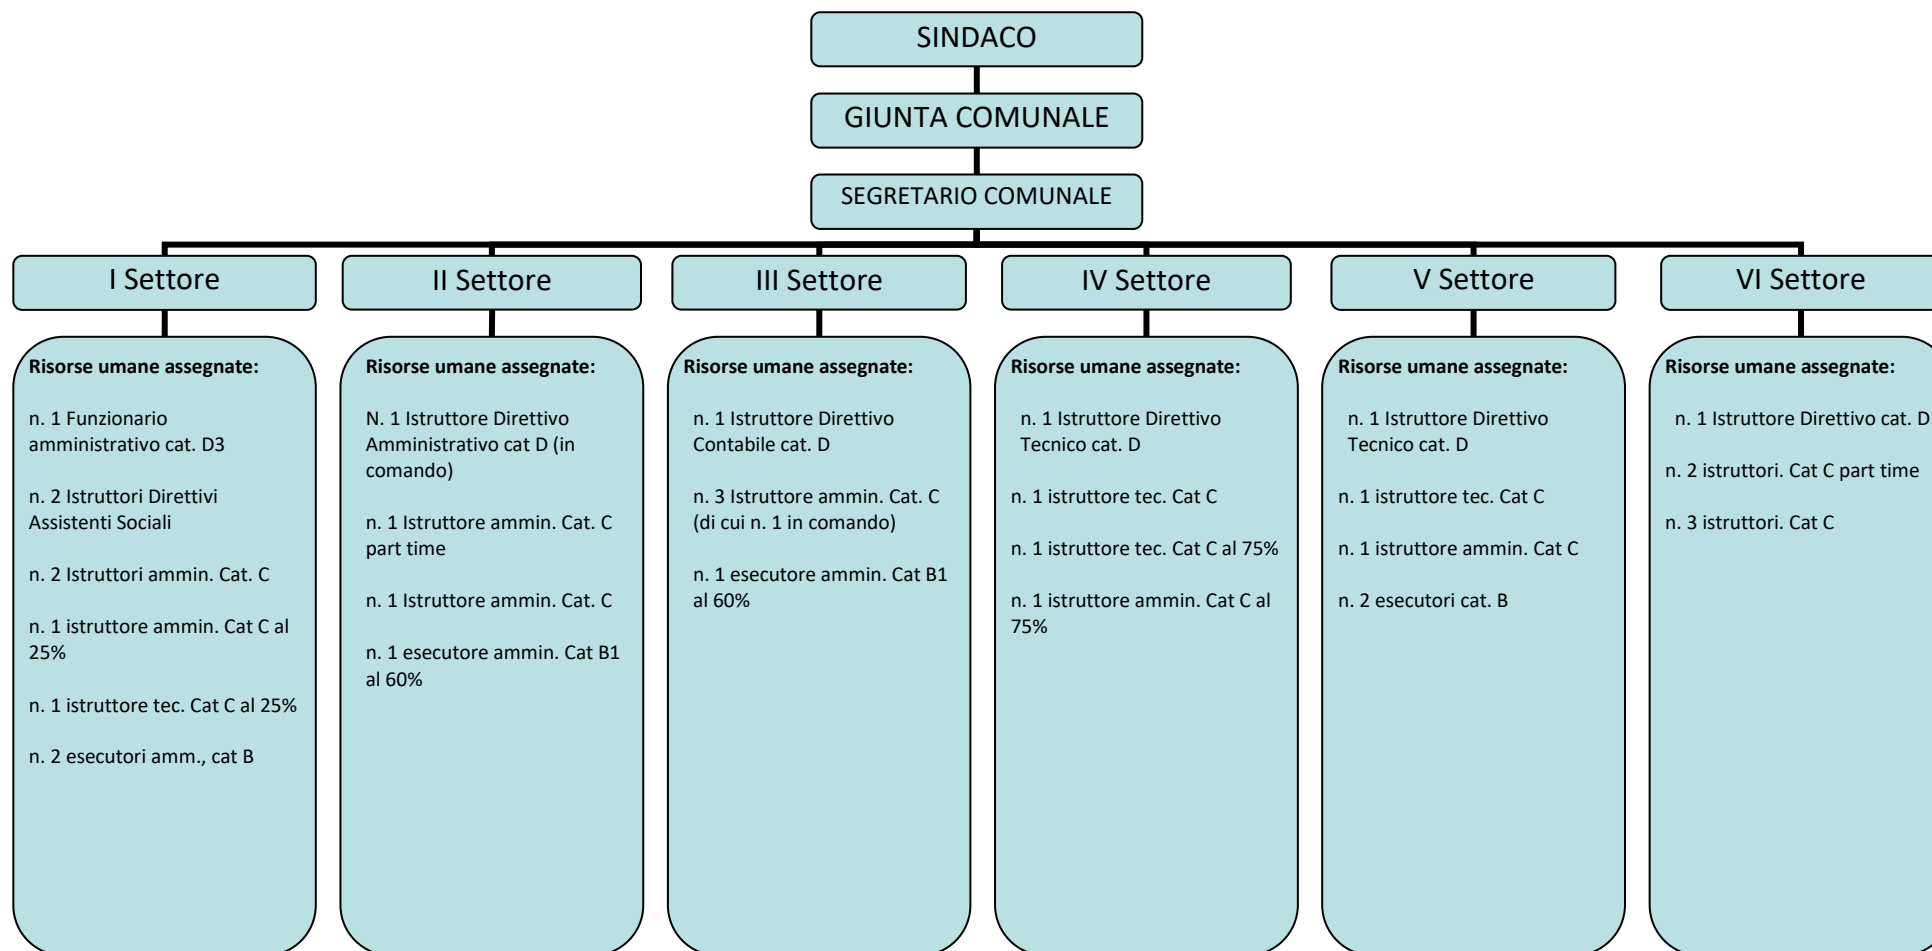 SINDACO
GIUNTA COMUNALE
SEGRETARIO COMUNALE
I Settore
II Settore
III Settore
IV Settore
V Settore
VI Settore
Risorse umane assegnate:
n. 1 Funzionario
amministrativo cat. D3
n. 2 Istruttori Direttivi
Assistenti Sociali
n. 2 Istruttori ammin. Cat. C
n. 1 istruttore ammin. Cat C al
25%
n. 1 istruttore tec. Cat C al 25%
n. 2 esecutori amm., cat B
Risorse umane assegnate:
N. 1 Istruttore Direttivo
Amministrativo cat D (in
comando)
n. 1 Istruttore ammin. Cat. C
part time
n. 1 Istruttore ammin. Cat. C
n. 1 esecutore ammin. Cat B1
al 60%
Risorse umane assegnate:
n. 1 Istruttore Direttivo
Contabile cat. D
n. 3 Istruttore ammin. Cat. C
(di cui n. 1 in comando)
n. 1 esecutore ammin. Cat B1
al 60%
Risorse umane assegnate:
n. 1 Istruttore Direttivo
Tecnico cat. D
n. 1 istruttore tec. Cat C
n. 1 istruttore tec. Cat C al 75%
n. 1 istruttore ammin. Cat C al
75%
Risorse umane assegnate:
n. 1 Istruttore Direttivo
Tecnico cat. D
n. 1 istruttore tec. Cat C
n. 1 istruttore ammin. Cat C
n. 2 esecutori cat. B
Risorse umane assegnate:
n. 1 Istruttore Direttivo cat. D
n. 2 istruttori. Cat C part time
n. 3 istruttori. Cat C